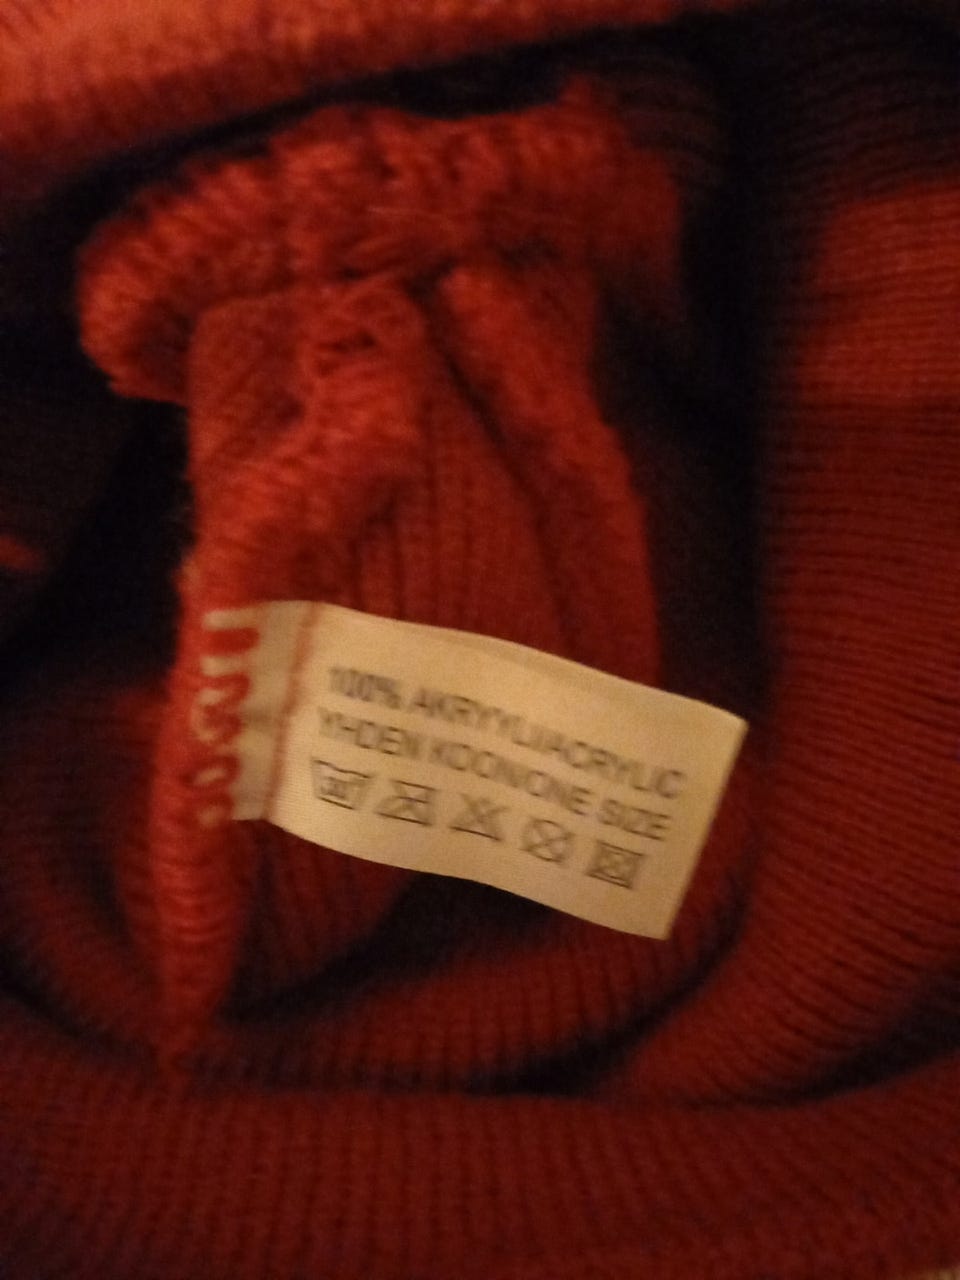 100% AKRYYLI/ACRYLIC
YHDEN KOON/ONE SIZE